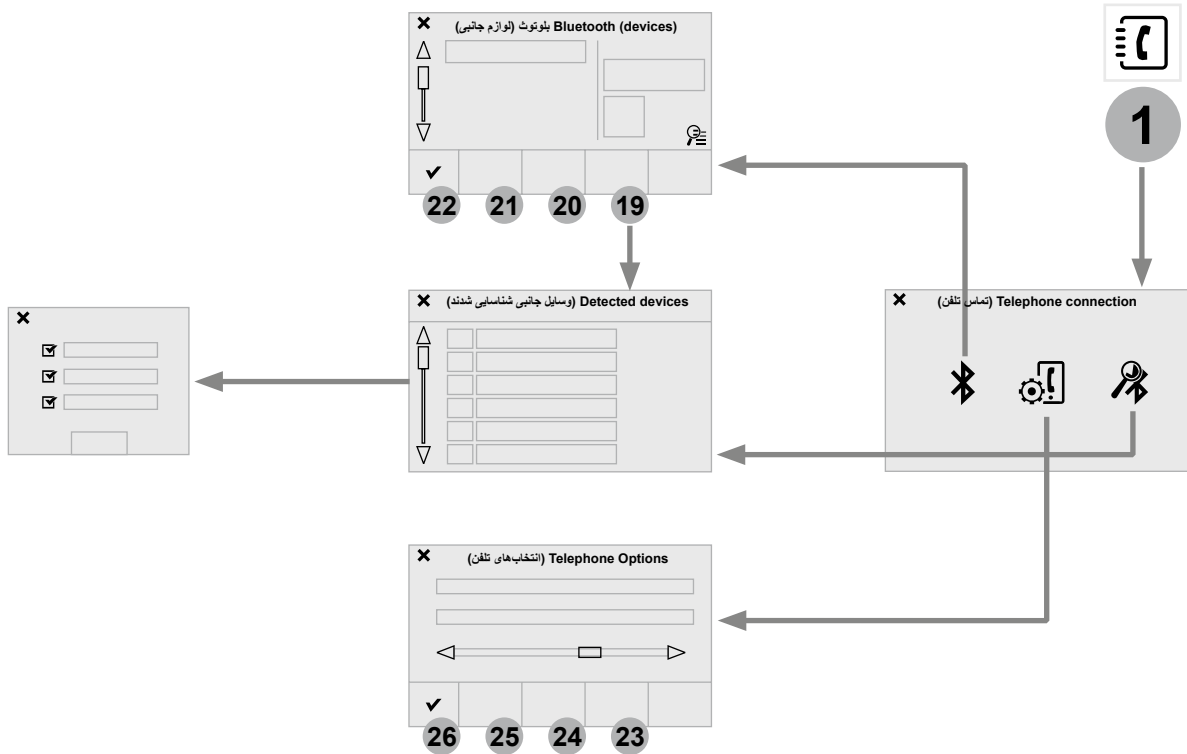 بلوتوث (لوازم جانبی) Bluetooth (devices)
1
22 21 20 19
(وسایل جانبی شناسایی شدند) Detected devices
(تماس تلفن) Telephone connection
(انتخاب‌های تلفن) Telephone Options
26 25 24 23